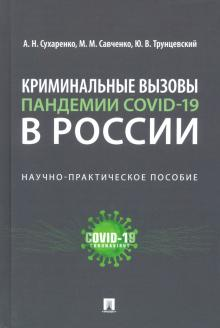 А. Н. Сухаренко, М. М. Савченко, Ю. В. Трунцевский
КРИМИНАЛЬНЫЕ ВЫЗОВЫ
ПАНДЕМИИ COVID-19
В РОССИИ
НАУЧНО-ПРАКТИЧЕСКОЕ ПОСОБИЕ
COVID-19
CORONAVIRUS